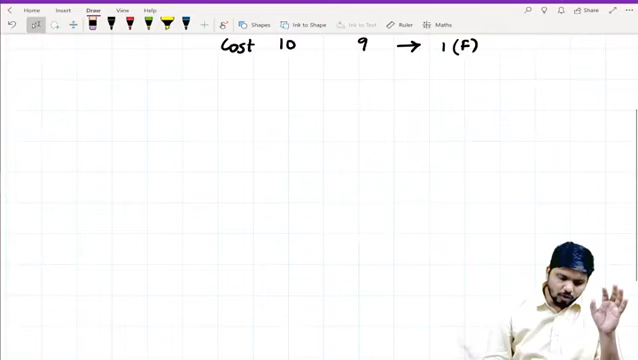 Home Insert Draw View Help Share
Shapes Ink to Shape Ink to Text Ruler Maths
Cost 10 9 → 1 (F)